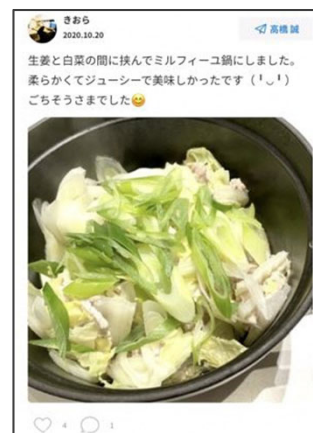 きおら
2020.10.20
高橋 誠
生姜と白菜の間に挟んでミルフィーユ鍋にしました。
柔らかくてジューシーで美味しかったです（╹◡╹）
ごちそうさまでした😊
4
1